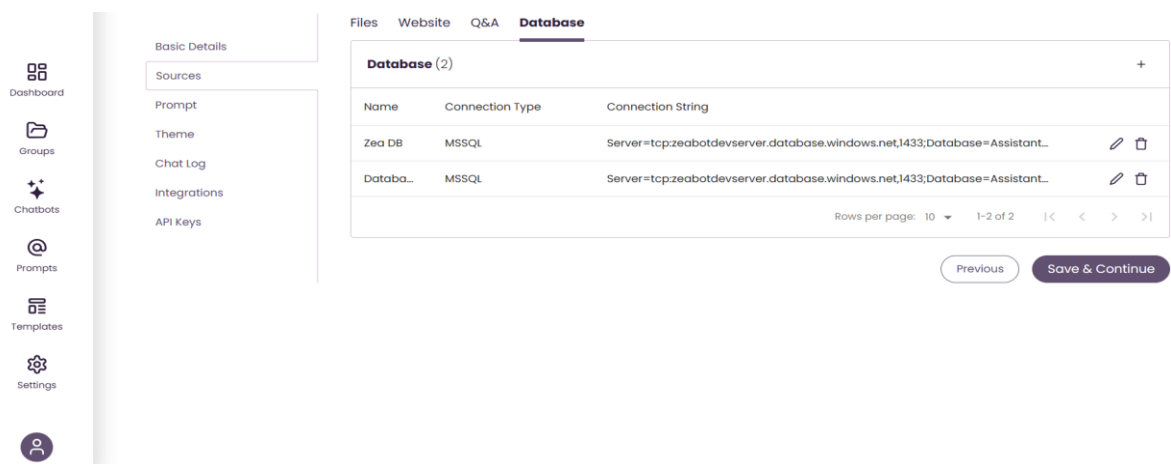 Dashboard
Groups
Chatbots
Prompts
Templates
Settings
Basic Details
Sources
Prompt
Theme
Chat Log
Integrations
API Keys
Files Website Q&A Database
Database (2) +
Name Connection Type Connection String
Zea DB MSSQL Server=tcp:zeabotdevserver.database.windows.net,1433;Database=Assistant...
Databa... MSSQL Server=tcp:zeabotdevserver.database.windows.net,1433;Database=Assistant...
Rows per page: 10 1-2 of 2
Previous Save & Continue